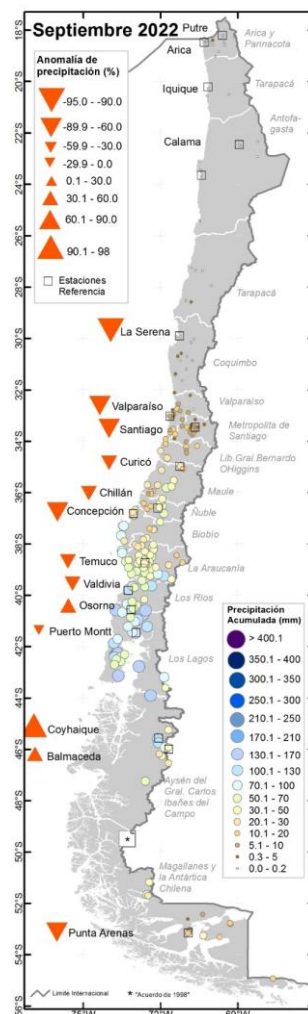 Septiembre 2022
Anomalía de
precipitación (%)
-95.0 - -90.0
-89.9 - -60.0
-59.9 - -30.0
-29.9 - 0.0
0.1 - 30.0
30.1 - 60.0
60.1 - 90.0
90.1 - 98
Estaciones
Referencia
18°S
20°S
22°S
24°S
26°S
28°S
30°S
32°S
34°S
36°S
38°S
40°S
42°S
44°S
46°S
48°S
50°S
52°S
54°S
56°S
Putre
Arica
Iquique
Calama
La Serena
Valparaíso
Santiago
Curicó
Chillán
Concepción
Temuco
Valdivia
Osorno
Puerto Montt
Coyhaique
Balmaceda
Punta Arenas
Arica y
Parinacota
Tarapacá
Antofa-
gasta
Tarapacá
Coquimbo
Valparaíso
Metropolita de
Santiago
Lib Gral Bernardo
OHiggins
Maule
Ñuble
Biobío
La Araucanía
Los Ríos
Los Lagos
Aysén del
Gral. Carlos
Ibañes del
Campo
Magallanes y
la Antártica
Chilena
Precipitación
Acumulada (mm)
> 400.1
350.1 - 400
300.1 - 350
250.1 - 300
210.1 - 250
170.1 - 210
130.1 - 170
100.1 - 130
70.1 - 100
50.1 - 70
30.1 - 50
20.1 - 30
10.1 - 20
5.1 - 10
0.3 - 5
0.0 - 0.2
*
Limite Internacional
* "Acuerdo de 1998"
75°W
72°W
69°W